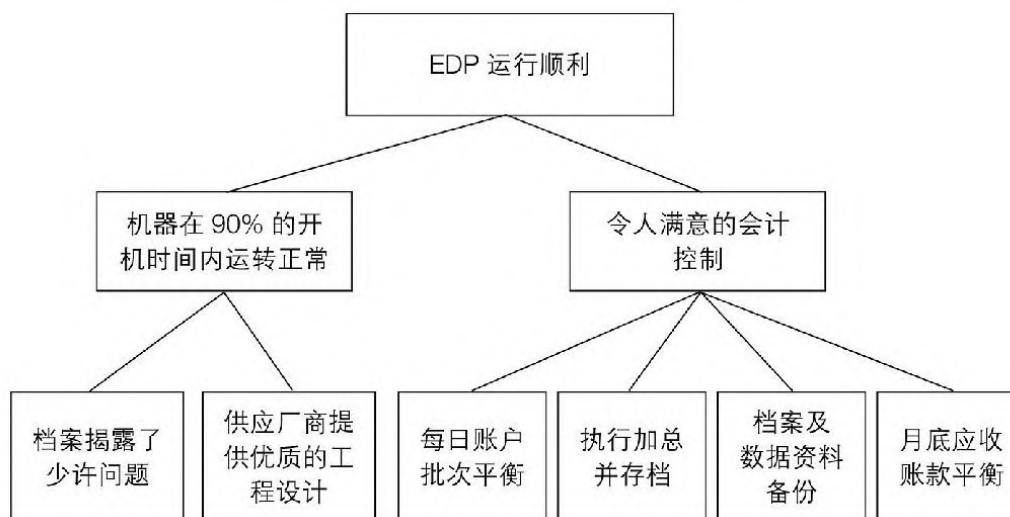 EDP 运行顺利
机器在 90% 的开
机时间内运转正常
令人满意的会计
控制
档案揭露了
少许问题
供应厂商提
供优质的工
程设计
每日账户
批次平衡
执行加总
并存档
档案及
数据资料
备份
月底应收
账款平衡